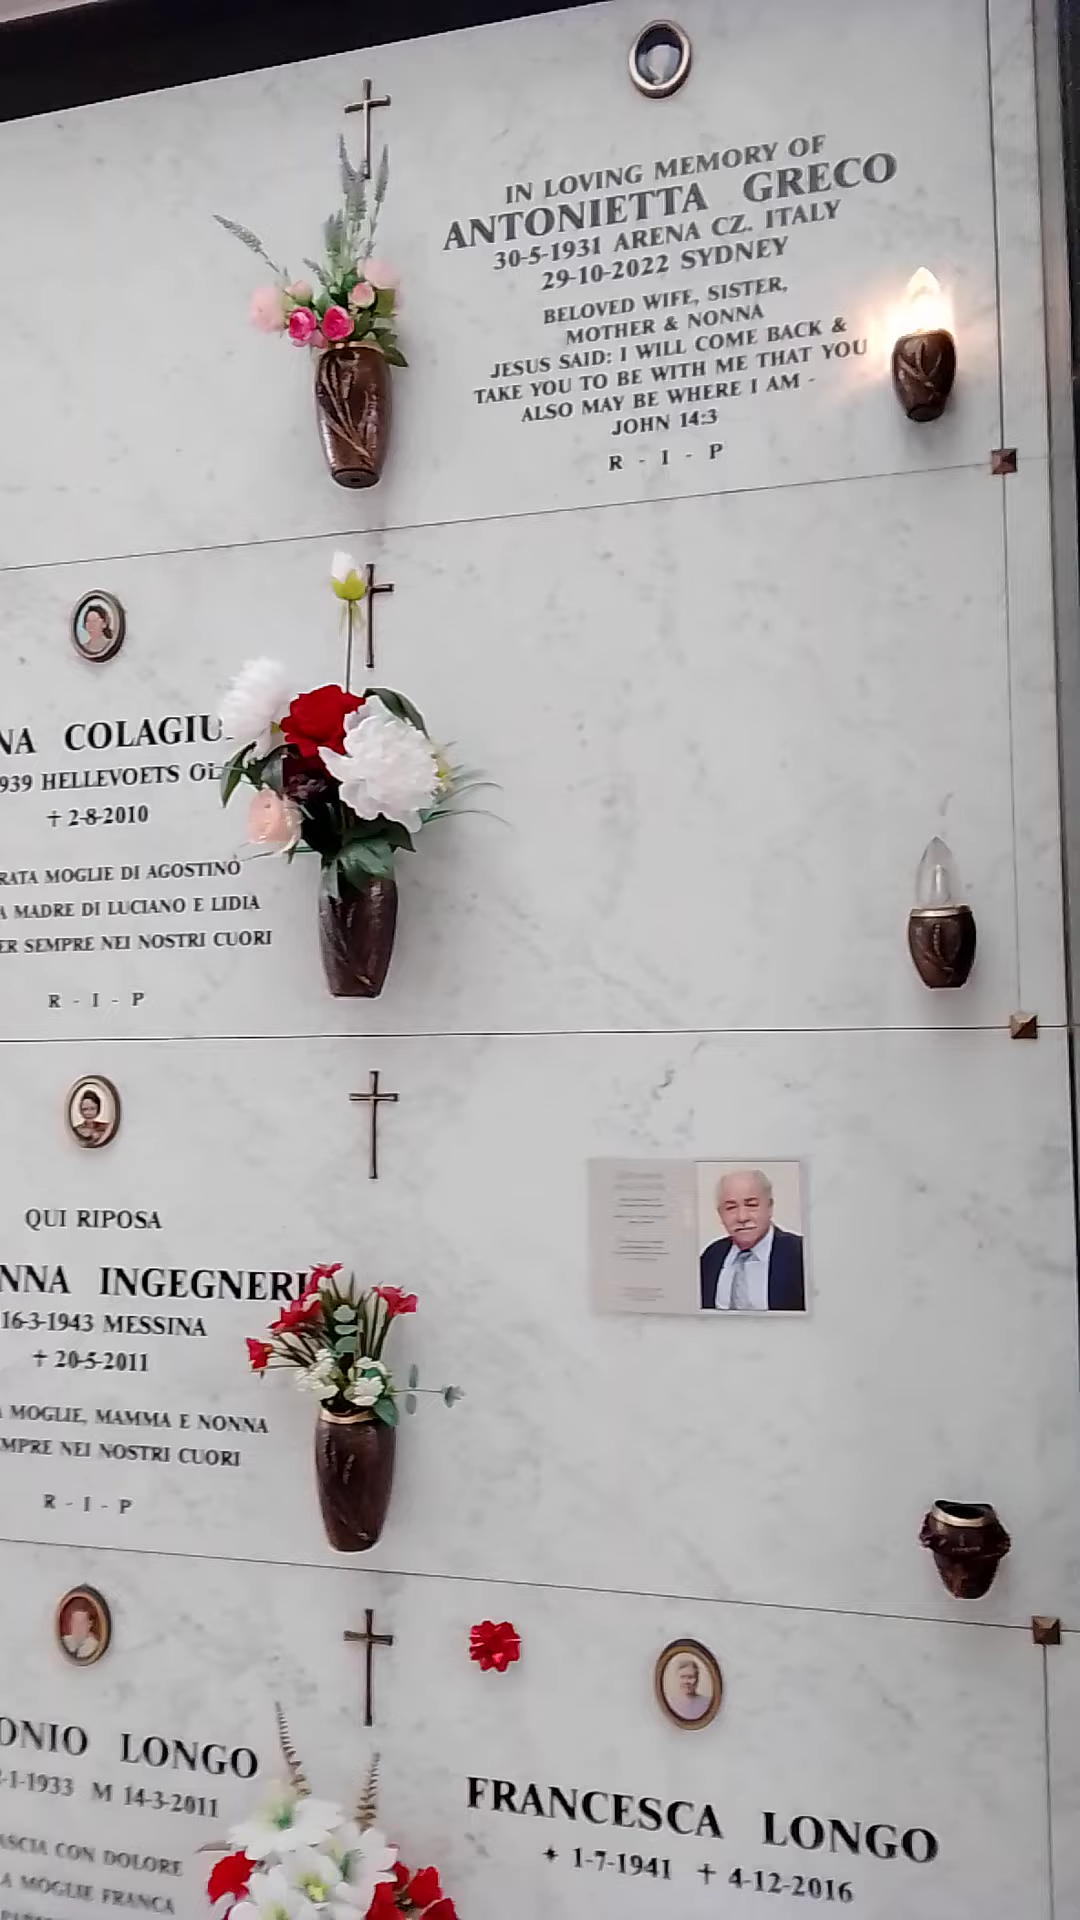 IN LOVING MEMORY OF
ANTONIETTA GRECO
30-5-1931 ARENA CZ. ITALY
29-10-2022 SYDNEY
BELOVED WIFE, SISTER,
MOTHER & NONNA
JESUS SAID: I WILL COME BACK &
TAKE YOU TO BE WITH ME THAT YOU
ALSO MAY BE WHERE I AM -
JOHN 14:3
R - I - P
NA COLAGIU
939 HELLEVOETS
✝ 2-8-2010
RATA MOGLIE DI AGOSTINO
A MADRE DI LUCIANO E LIDIA
ER SEMPRE NEI NOSTRI CUORI
R - I - P
QUI RIPOSA
NNA INGEGNERI
16-3-1943 MESSINA
✝ 20-5-2011
A MOGLIE, MAMMA E NONNA
MPRE NEI NOSTRI CUORI
R - I - P
ONIO LONGO
-1-1933 M 14-3-2011
ASCIA CON DOLORE
A MOGLIE FRANCA
FRANCESCA LONGO
✦ 1-7-1941 ✝ 4-12-2016